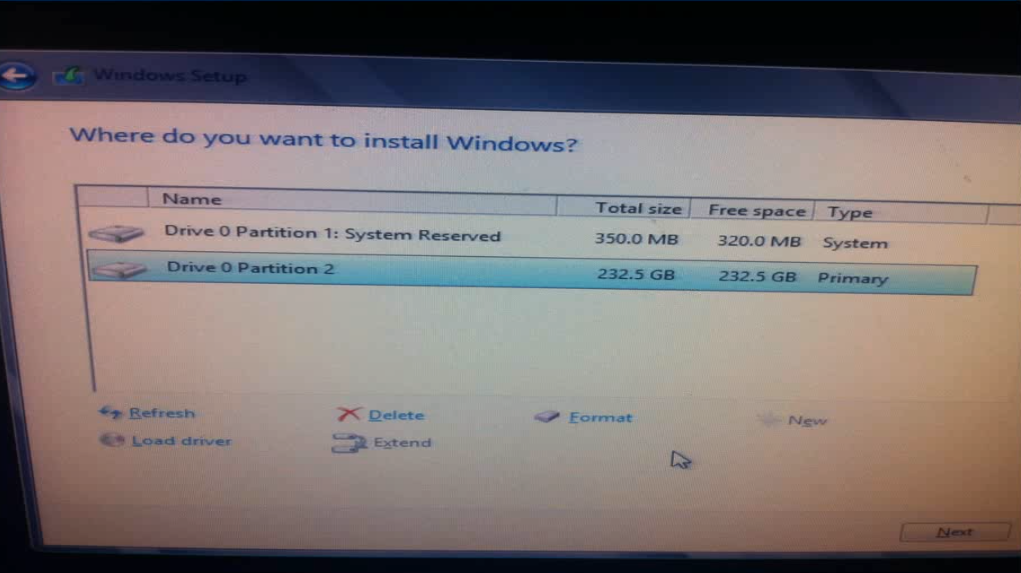 Windows Setup
Where do you want to install Windows?
Name Total size Free space Type
Drive 0 Partition 1: System Reserved 350.0 MB 320.0 MB System
Drive 0 Partition 2 232.5 GB 232.5 GB Primary
Refresh Delete Format New
Load driver Extend
Next